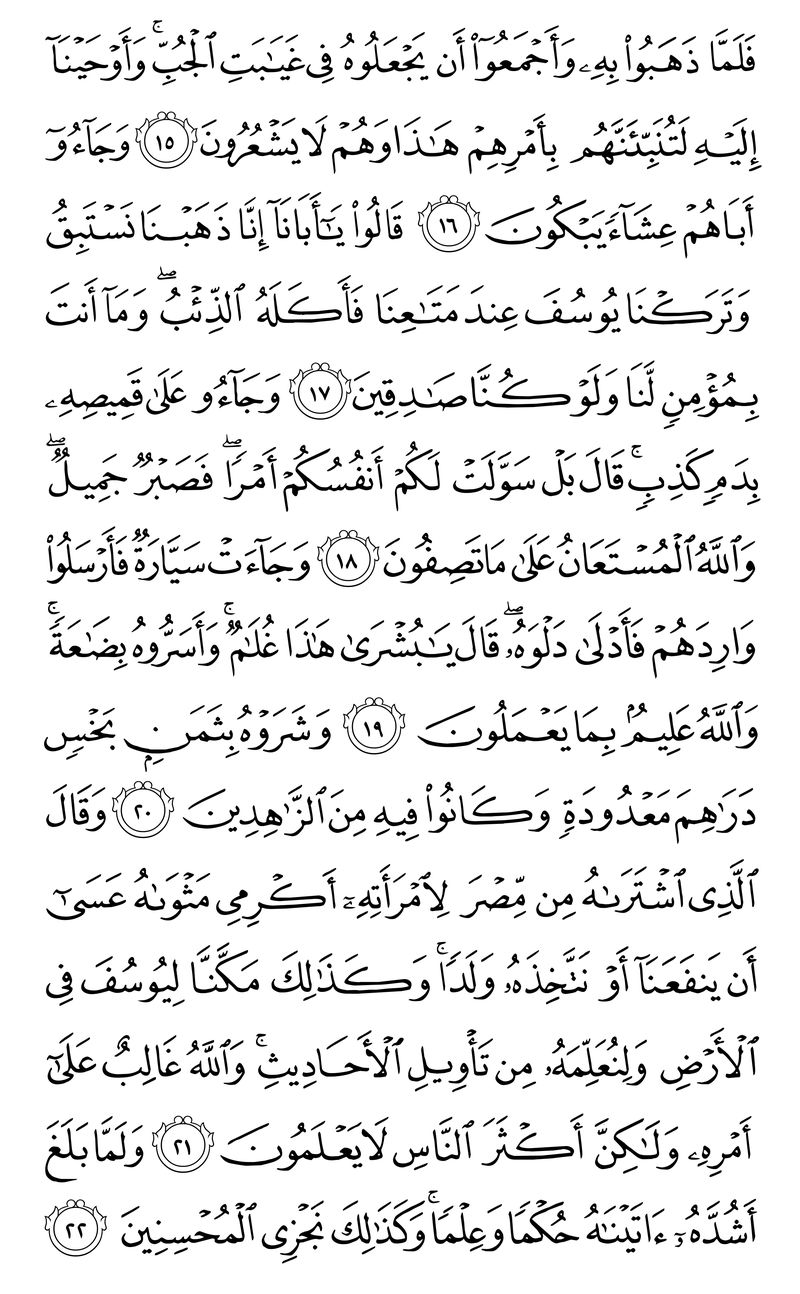 فَلَمَّا ذَهَبُوا۟ بِهِۦ وَأَجْمَعُوٓا۟ أَن يَجْعَلُوهُ فِى غَيَـٰبَتِ ٱلْجُبِّ ۚ وَأَوْحَيْنَآ
إِلَيْهِ لَتُنَبِّئَنَّهُم بِأَمْرِهِمْ هَـٰذَا وَهُمْ لَا يَشْعُرُونَ ١٥ وَجَآءُوٓ
أَبَاهُمْ عِشَآءً يَبْكُونَ ١٦ قَالُوا۟ يَـٰٓأَبَانَآ إِنَّا ذَهَبْنَا نَسْتَبِقُ
وَتَرَكْنَا يُوسُفَ عِندَ مَتَـٰعِنَا فَأَكَلَهُ ٱلذِّئْبُ ۖ وَمَآ أَنتَ
بِمُؤْمِنٍ لَّنَا وَلَوْ كُنَّا صَـٰدِقِينَ ١٧ وَجَآءُو عَلَىٰ قَمِيصِهِۦ
بِدَمٍ كَذِبٍ ۚ قَالَ بَلْ سَوَّلَتْ لَكُمْ أَنفُسُكُمْ أَمْرًا ۖ فَصَبْرٌ جَمِيلٌ ۖ
وَٱللَّهُ ٱلْمُسْتَعَانُ عَلَىٰ مَا تَصِفُونَ ١٨ وَجَآءَتْ سَيَّارَةٌ فَأَرْسَلُوا۟
وَارِدَهُمْ فَأَدْلَىٰ دَلْوَهُۥ ۖ قَالَ يَـٰبُشْرَىٰ هَـٰذَا غُلَـٰمٌ ۚ وَأَسَرُّوهُ بِضَـٰعَةً ۚ
وَٱللَّهُ عَلِيمٌۢ بِمَا يَعْمَلُونَ ١٩ وَشَرَوْهُ بِثَمَنٍۭ بَخْسٍ
دَرَٰهِمَ مَعْدُودَةٍ وَكَانُوا۟ فِيهِ مِنَ ٱلزَّٰهِدِينَ ٢٠ وَقَالَ
ٱلَّذِى ٱشْتَرَىٰهُ مِن مِّصْرَ لِٱمْرَأَتِهِۦٓ أَكْرِمِى مَثْوَىٰهُ عَسَىٰٓ
أَن يَنفَعَنَآ أَوْ نَتَّخِذَهُۥ وَلَدًا ۚ وَكَذَٰلِكَ مَكَّنَّا لِيُوسُفَ فِى
ٱلْأَرْضِ وَلِنُعَلِّمَهُۥ مِن تَأْوِيلِ ٱلْأَحَادِيثِ ۚ وَٱللَّهُ غَالِبٌ عَلَىٰٓ
أَمْرِهِۦ وَلَـٰكِنَّ أَكْثَرَ ٱلنَّاسِ لَا يَعْلَمُونَ ٢١ وَلَمَّا بَلَغَ
أَشُدَّهُۥٓ ءَاتَيْنَـٰهُ حُكْمًا وَعِلْمًا ۚ وَكَذَٰلِكَ نَجْزِى ٱلْمُحْسِنِينَ ٢٢